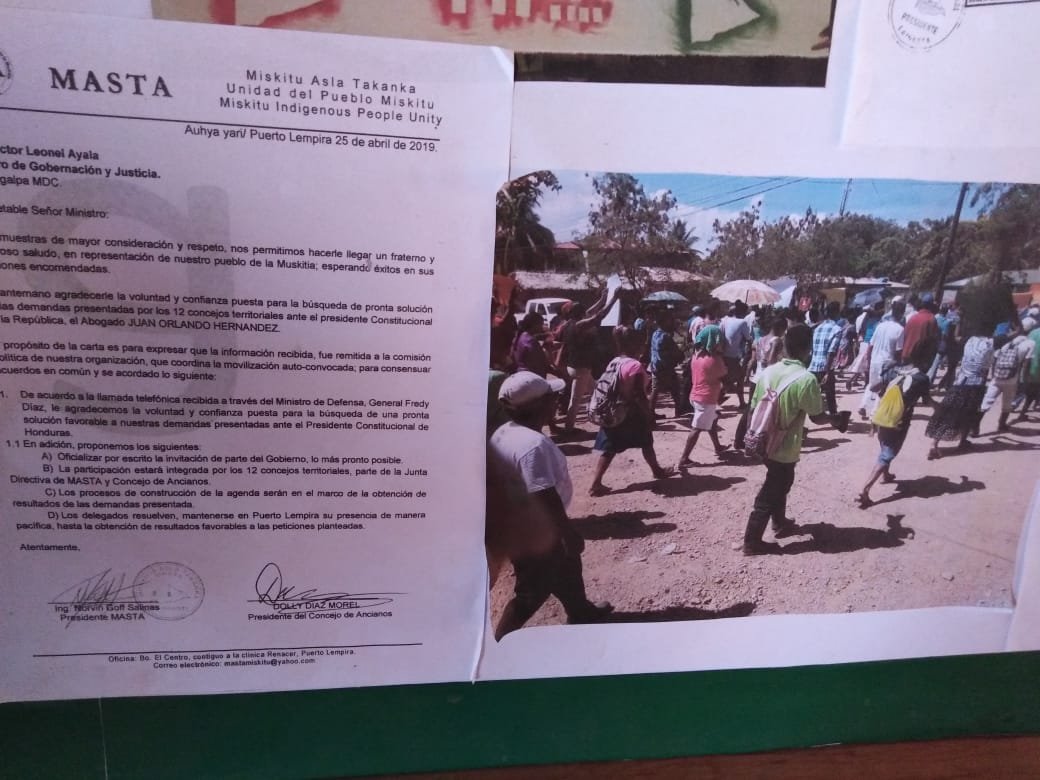 MASTA
Miskitu Asla Takanka
Unidad del Pueblo Miskitu
Miskitu Indigenous People Unity
Auhya yari/ Puerto Lempira 25 de abril de 2019.
ctor Leonel Ayala
o de Gobernación y Justicia.
galpa MDC.
etable Señor Ministro:
muestras de mayor consideración y respeto, nos permitimos hacerle llegar un fraterno y
oso saludo, en representación de nuestro pueblo de la Muskitia; esperando éxitos en sus
iones encomendadas.
antemano agradecerle la voluntad y confianza puesta para la búsqueda de pronta solución
las demandas presentadas por los 12 concejos territoriales ante el presidente Constitucional
la República, el Abogado JUAN ORLANDO HERNANDEZ.
propósito de la carta es para expresar que la información recibida, fue remitida a la comisión
olítica de nuestra organización, que coordina la movilización auto-convocada; para consensuar
acuerdos en común y se acordado lo siguiente:
1. De acuerdo a la llamada telefónica recibida a través del Ministro de Defensa, General Fredy
Díaz, le agradecemos la voluntad y confianza puesta para la búsqueda de una pronta
solución favorable a nuestras demandas presentadas ante el Presidente Constitucional de
Honduras.
1.1 En adición, proponemos los siguientes:
A) Oficializar por escrito la invitación de parte del Gobierno, lo más pronto posible.
B) La participación estará integrada por los 12 concejos territoriales, parte de la Junta
Directiva de MASTA y Concejo de Ancianos.
C) Los procesos de construcción de la agenda serán en el marco de la obtención de
resultados de las demandas presentada.
D) Los delegados resuelven, mantenerse en Puerto Lempira su presencia de manera
pacífica, hasta la obtención de resultados favorables a las peticiones planteadas.
Atentamente,
Ing. Norvin Goff Salinas
Presidente MASTA
DOLLY DIAZ MOREL
Presidente del Concejo de Ancianos
Oficina: Bo. El Centro, contiguo a la clínica Renacer, Puerto Lempira.
Correo electrónico: mastamiskitu@yahoo.com
PRESIDENTE